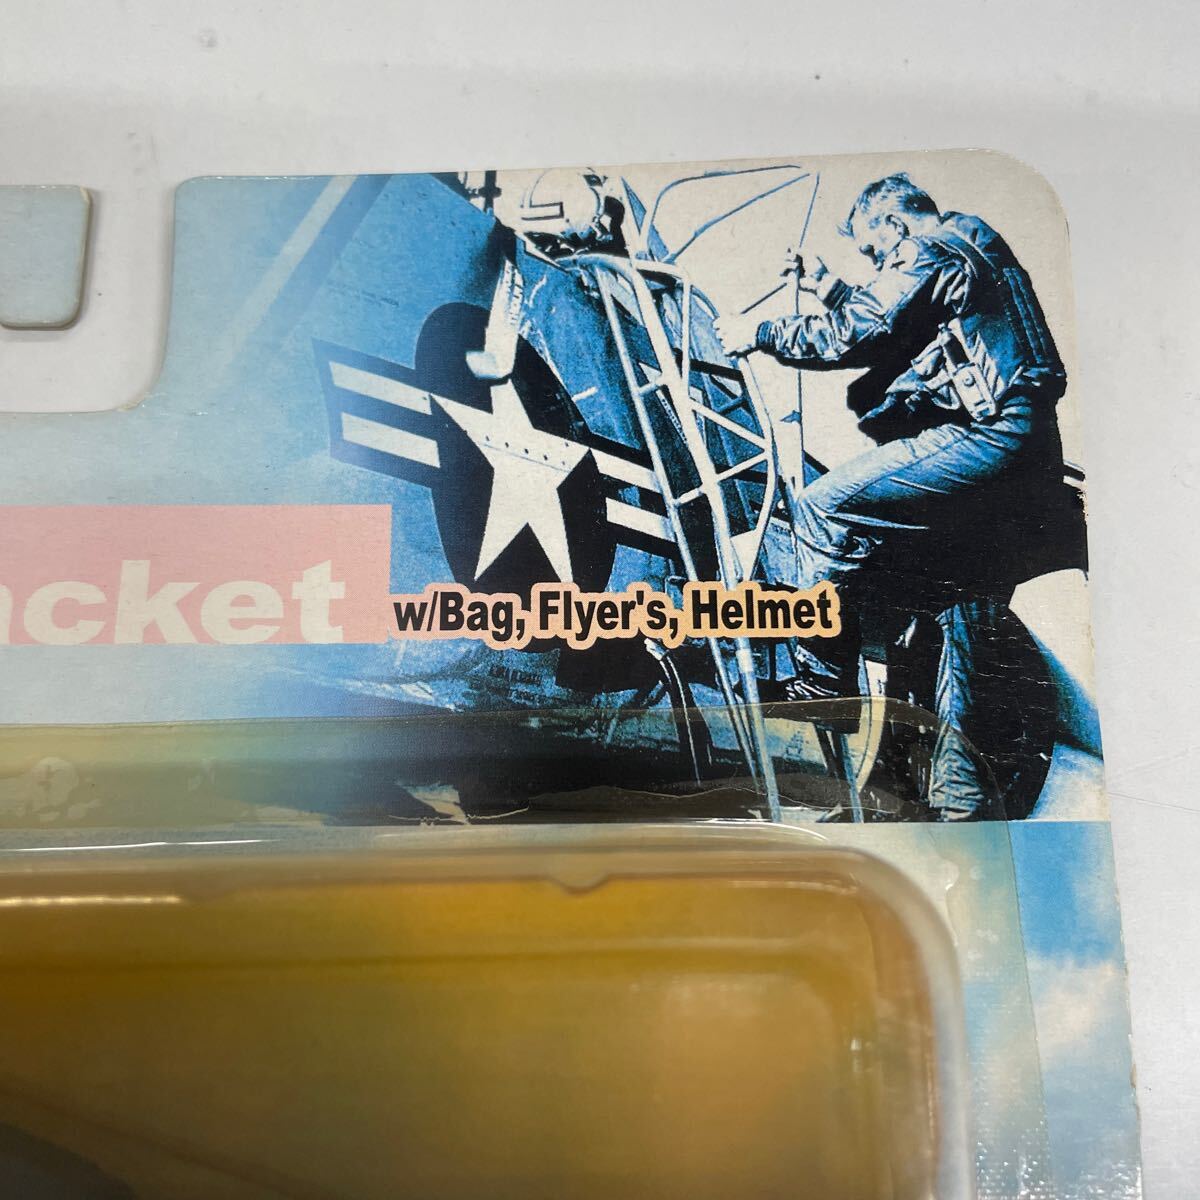 acket w/Bag, Flyer's, Helmet